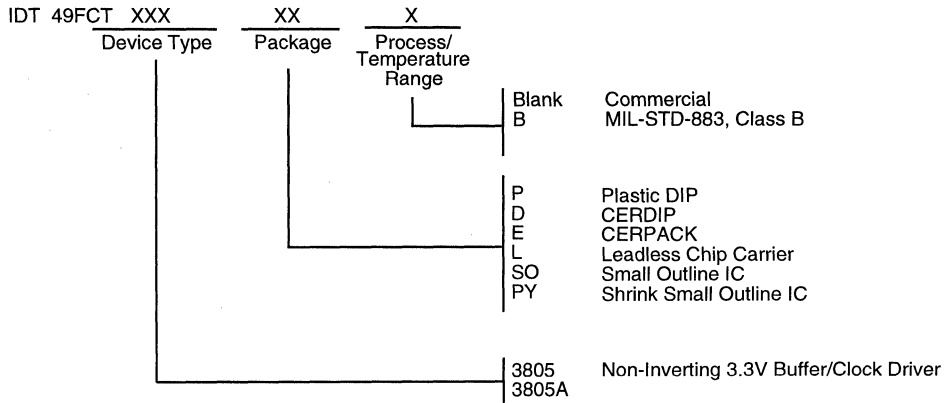 IDT 49FCT XXX XX X
Device Type Package Process/
Temperature
Range
Blank Commercial
B MIL-STD-883, Class B
P Plastic DIP
D CERDIP
E CERPACK
L Leadless Chip Carrier
SO Small Outline IC
PY Shrink Small Outline IC
3805 Non-Inverting 3.3V Buffer/Clock Driver
3805A